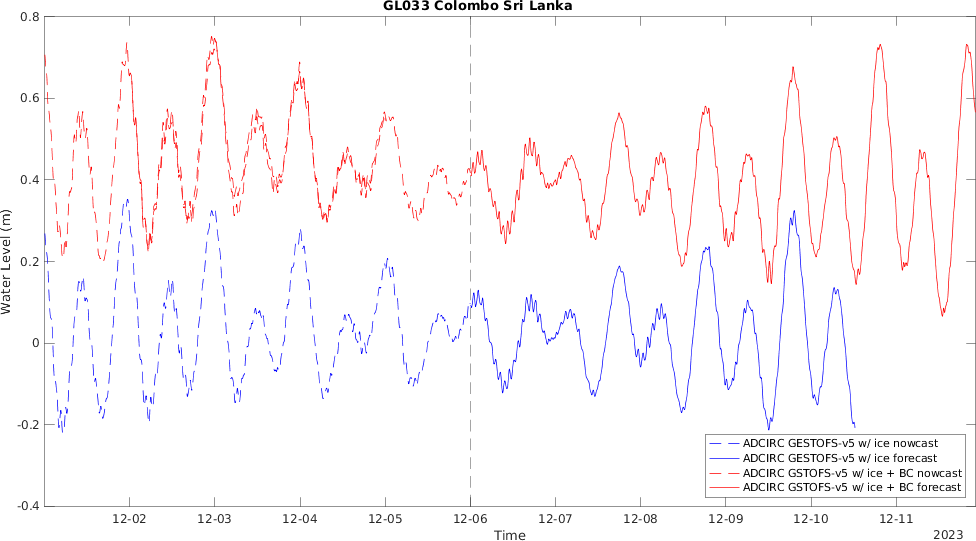 GL033 Colombo Sri Lanka
0.8
0.6
0.4
0.2
0
-0.2
-0.4
Water Level (m)
12-02
12-03
12-04
12-05
12-06
12-07
12-08
12-09
12-10
12-11
Time
2023
ADCIRC GESTOFS-v5 w/ ice nowcast
ADCIRC GESTOFS-v5 w/ ice forecast
ADCIRC GSTOFS-v5 w/ ice + BC nowcast
ADCIRC GSTOFS-v5 w/ ice + BC forecast